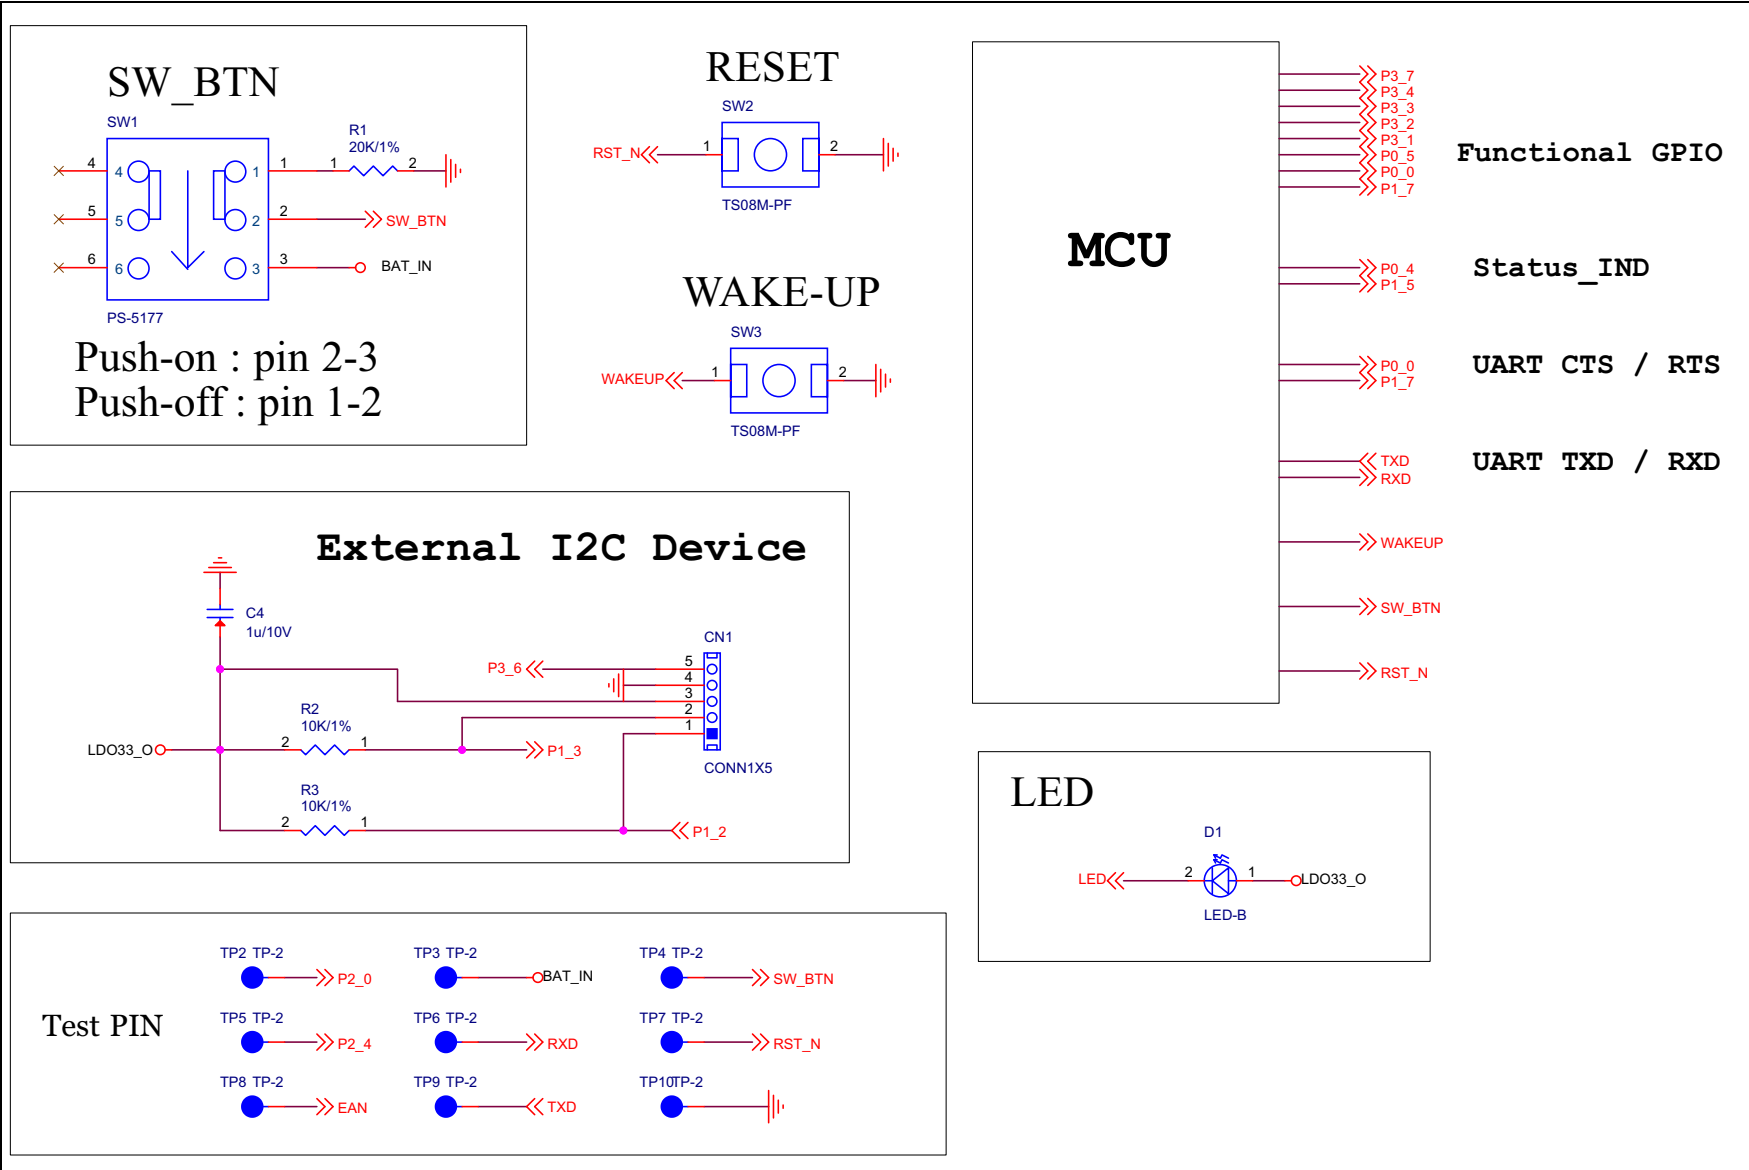 SW_BTN
SW1
R1
20K/1%
4 4 1 1 1 2
5 5 2 2 SW_BTN
6 6 3 3 BAT_IN
PS-5177
Push-on : pin 2-3
Push-off : pin 1-2
RESET
SW2
RST_N 1 2
TS08M-PF
WAKE-UP
SW3
WAKEUP 1 2
TS08M-PF
MCU
P3_7
P3_4
P3_3
P3_2
P3_1
P0_5
P0_0
P1_7
Functional GPIO
P0_4
P1_5
Status_IND
P0_0
P1_7
UART CTS / RTS
TXD
RXD
UART TXD / RXD
WAKEUP
SW_BTN
RST_N
External I2C Device
C4
1u/10V
CN1
P3_6 5
4
3
2
1
CONN1X5
R2
10K/1%
LDO33_O 2 1 P1_3
R3
10K/1%
2 1 P1_2
LED
D1
LED 2 1 LDO33_O
LED-B
Test PIN
TP2 TP-2 TP3 TP-2 TP4 TP-2
P2_0 BAT_IN SW_BTN
TP5 TP-2 TP6 TP-2 TP7 TP-2
P2_4 RXD RST_N
TP8 TP-2 TP9 TP-2 TP10TP-2
EAN TXD